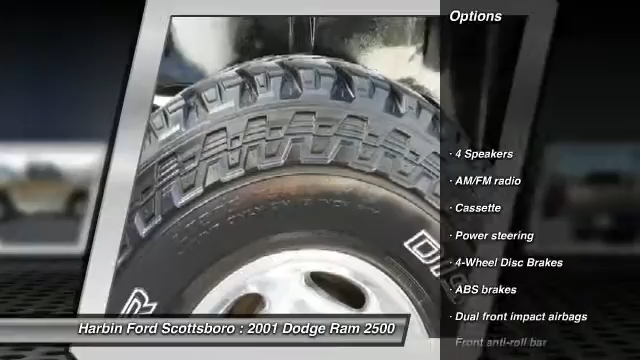 Options
· 4 Speakers
· AM/FM radio
· Cassette
· Power steering
· 4-Wheel Disc Brakes
· ABS brakes
· Dual front impact airbags
· Front anti-roll bar
Harbin Ford Scottsboro : 2001 Dodge Ram 2500